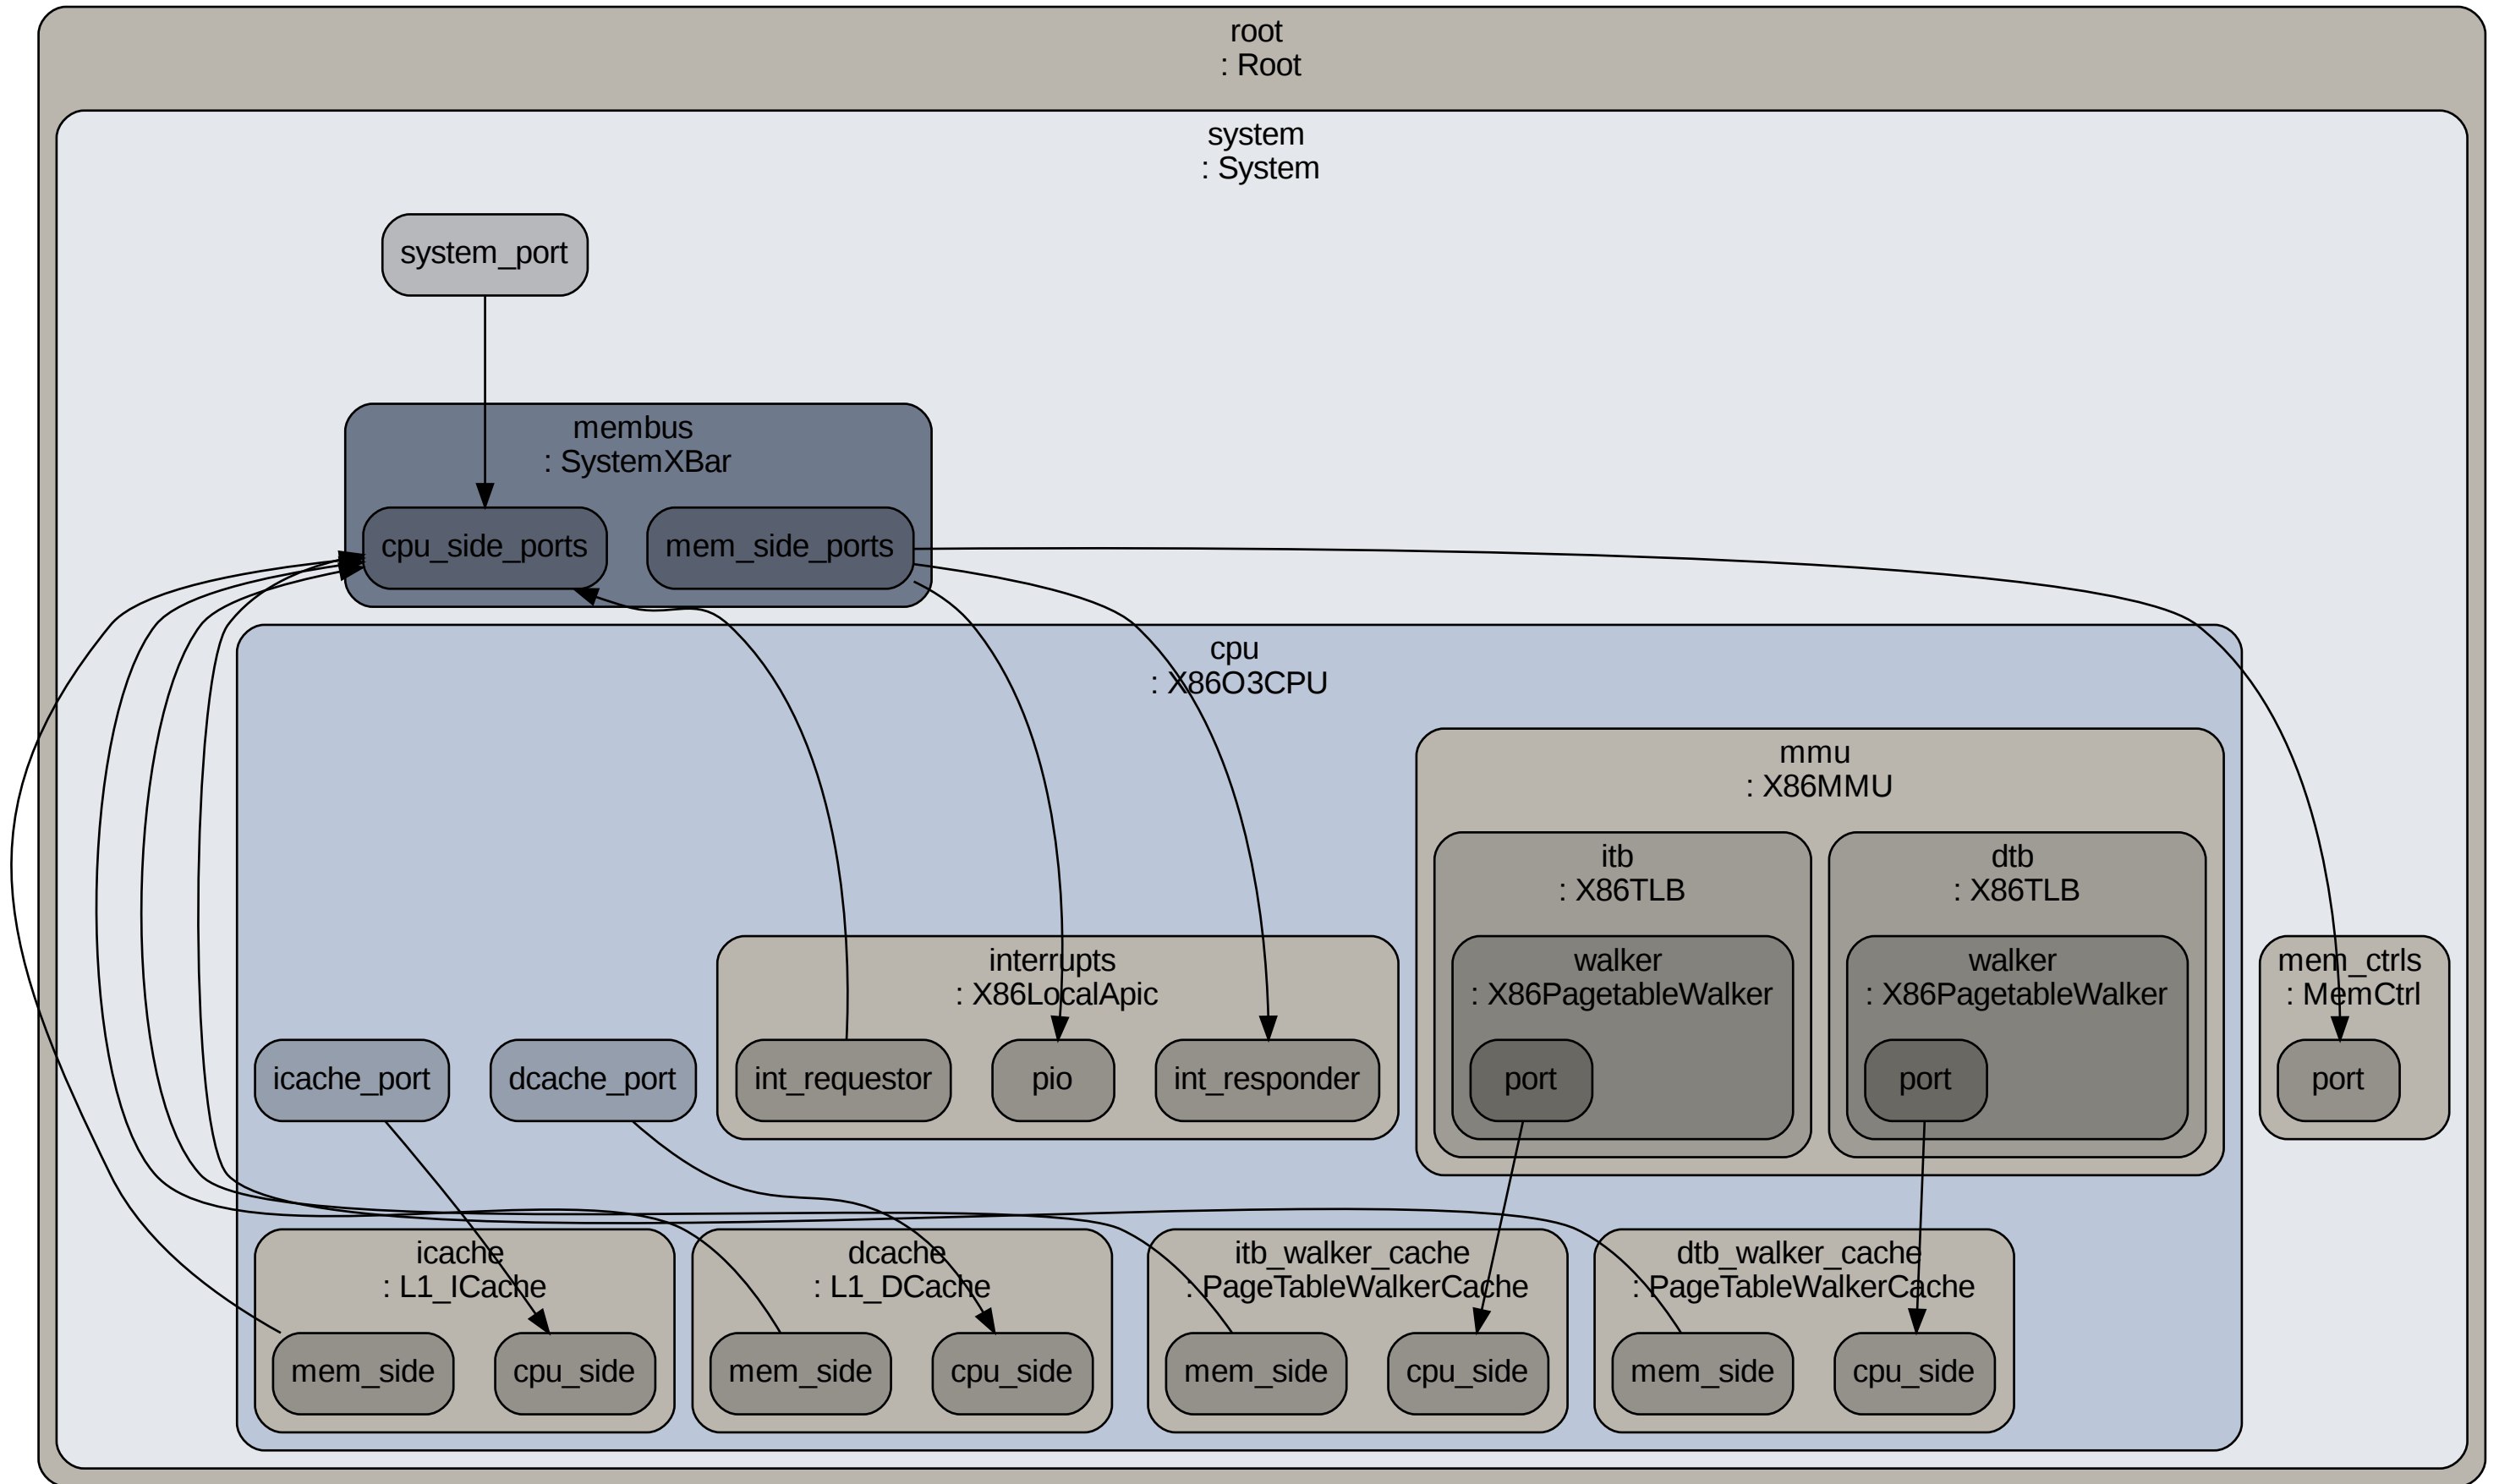 root
: Root
system
: System
system_port
membus
: SystemXBar
cpu_side_ports
mem_side_ports
cpu
: X86O3CPU
mmu
: X86MMU
itb
: X86TLB
dtb
: X86TLB
interrupts
: X86LocalApic
walker
: X86PagetableWalker
walker
: X86PagetableWalker
mem_ctrls
: MemCtrl
icache_port
dcache_port
int_requestor
pio
int_responder
port
port
port
icache
: L1_ICache
dcache
: L1_DCache
itb_walker_cache
: PageTableWalkerCache
dtb_walker_cache
: PageTableWalkerCache
mem_side
cpu_side
mem_side
cpu_side
mem_side
cpu_side
mem_side
cpu_side